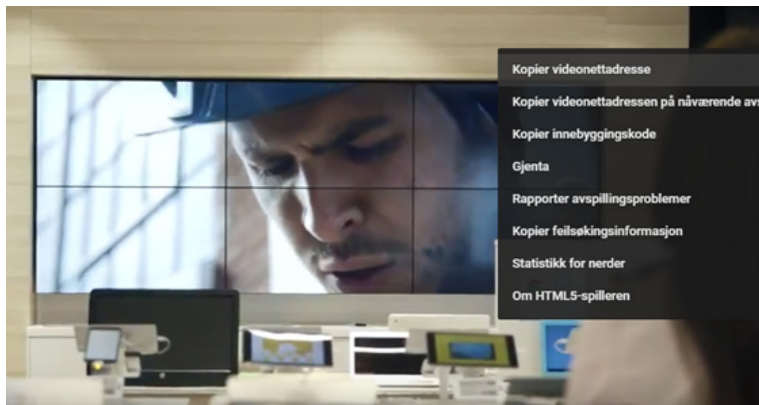 Kopier videonettadresse
Kopier videonettadressen på nåværende
Kopier innebyggingskode
Gjenta
Rapporter avspillingsproblemer
Kopier feilsøkingsinformasjon
Statistikk for nerder
Om HTML5-spilleren